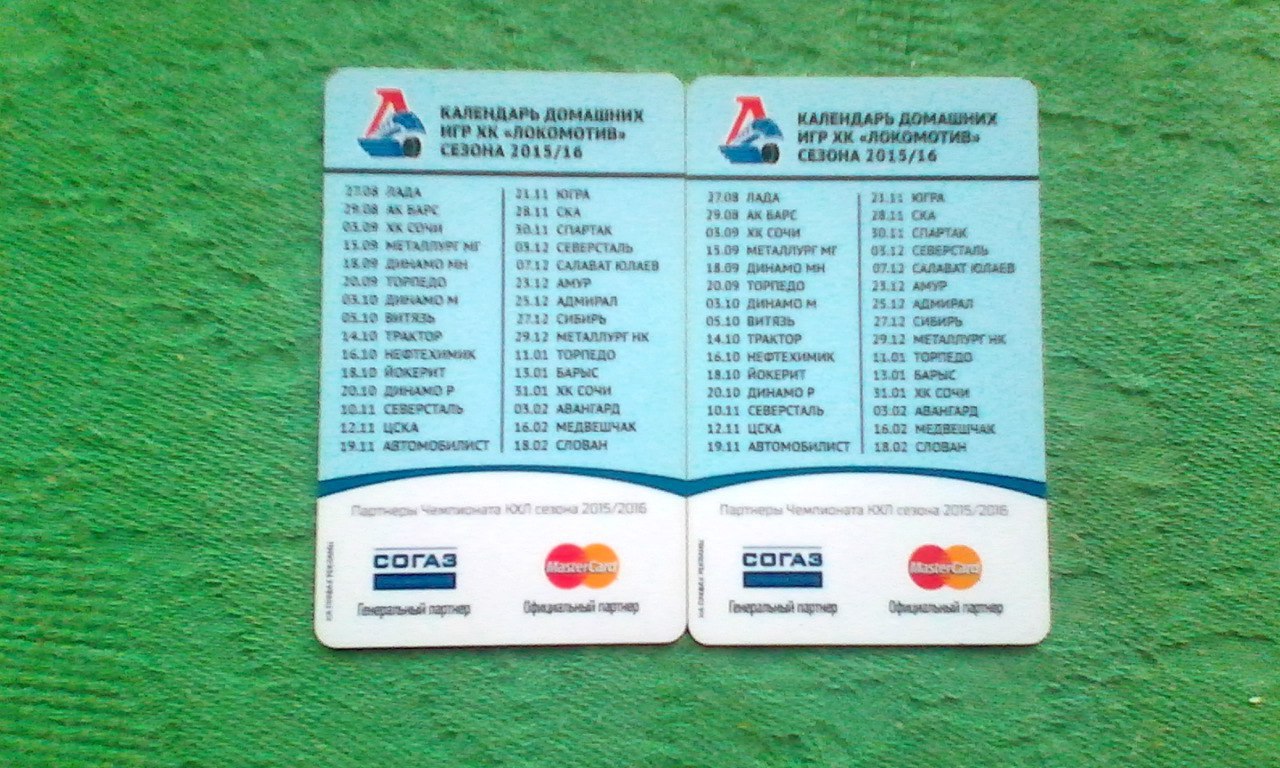 КАЛЕНДАРЬ ДОМАШНИХ
ИГР ХК «ЛОКОМОТИВ»
СЕЗОНА 2015/16
27.08 ЛАДА
29.08 АК БАРС
03.09 ХК СОЧИ
15.09 МЕТАЛЛУРГ МГ
18.09 ДИНАМО МН
20.09 ТОРПЕДО
03.10 ДИНАМО М
05.10 ВИТЯЗЬ
14.10 ТРАКТОР
16.10 НЕФТЕХИМИК
18.10 ЙОКЕРИТ
20.10 ДИНАМО Р
10.11 СЕВЕРСТАЛЬ
12.11 ЦСКА
19.11 АВТОМОБИЛИСТ
21.11 ЮГРА
28.11 СКА
30.11 СПАРТАК
03.12 СЕВЕРСТАЛЬ
07.12 САЛАВАТ ЮЛАЕВ
23.12 АМУР
25.12 АДМИРАЛ
27.12 СИБИРЬ
29.12 МЕТАЛЛУРГ НК
11.01 ТОРПЕДО
13.01 БАРЫС
31.01 ХК СОЧИ
03.02 АВАНГАРД
16.02 МЕДВЕШЧАК
18.02 СЛОВАН
Партнеры Чемпионата КХЛ сезона 2015/2016
СОГАЗ
Генеральный партнер
MasterCard
Официальный партнер
КАЛЕНДАРЬ ДОМАШНИХ
ИГР ХК «ЛОКОМОТИВ»
СЕЗОНА 2015/16
27.08 ЛАДА
29.08 АК БАРС
03.09 ХК СОЧИ
15.09 МЕТАЛЛУРГ МГ
18.09 ДИНАМО МН
20.09 ТОРПЕДО
03.10 ДИНАМО М
05.10 ВИТЯЗЬ
14.10 ТРАКТОР
16.10 НЕФТЕХИМИК
18.10 ЙОКЕРИТ
20.10 ДИНАМО Р
10.11 СЕВЕРСТАЛЬ
12.11 ЦСКА
19.11 АВТОМОБИЛИСТ
21.11 ЮГРА
28.11 СКА
30.11 СПАРТАК
03.12 СЕВЕРСТАЛЬ
07.12 САЛАВАТ ЮЛАЕВ
23.12 АМУР
25.12 АДМИРАЛ
27.12 СИБИРЬ
29.12 МЕТАЛЛУРГ НК
11.01 ТОРПЕДО
13.01 БАРЫС
31.01 ХК СОЧИ
03.02 АВАНГАРД
16.02 МЕДВЕШЧАК
18.02 СЛОВАН
Партнеры Чемпионата КХЛ сезона 2015/2016
СОГАЗ
Генеральный партнер
MasterCard
Официальный партнер